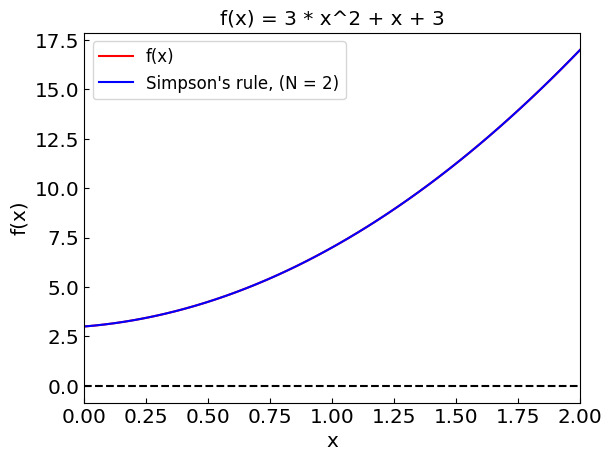 f(x) = 3 * x^2 + x + 3
f(x)
Simpson's rule, (N = 2)
17.5
15.0
12.5
10.0
7.5
5.0
2.5
0.0
f(x)
0.00 0.25 0.50 0.75 1.00 1.25 1.50 1.75 2.00
x